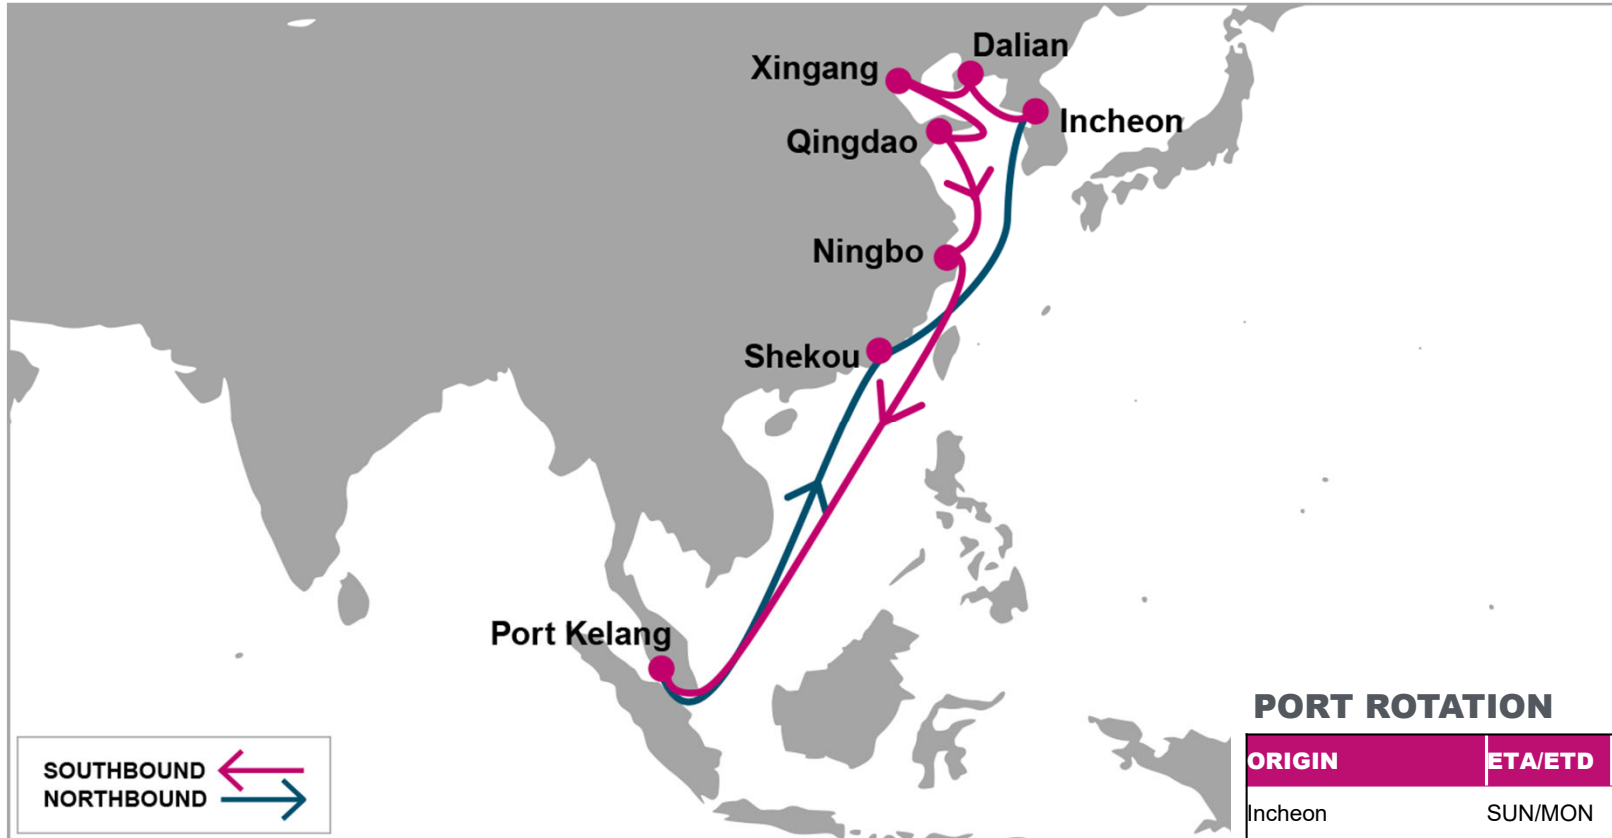 Dalian
Xingang
Incheon
Qingdao
Ningbo
Shekou
Port Kelang
SOUTHBOUND
NORTHBOUND
PORT ROTATION
ORIGIN ETA/ETD
Incheon SUN/MON